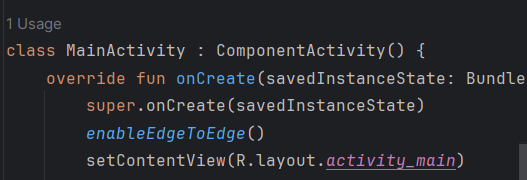 1 Usage
class MainActivity : ComponentActivity() {
override fun onCreate(savedInstanceState: Bundle
super.onCreate(savedInstanceState)
enableEdgeToEdge()
setContentView(R.layout.activity_main)